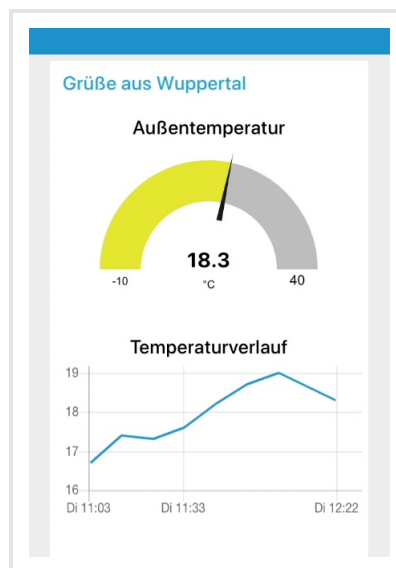 Grüße aus Wuppertal
Außentemperatur
18.3
-10
°C
40
Temperaturverlauf
19
18
17
16
Di 11:03
Di 11:33
Di 12:22